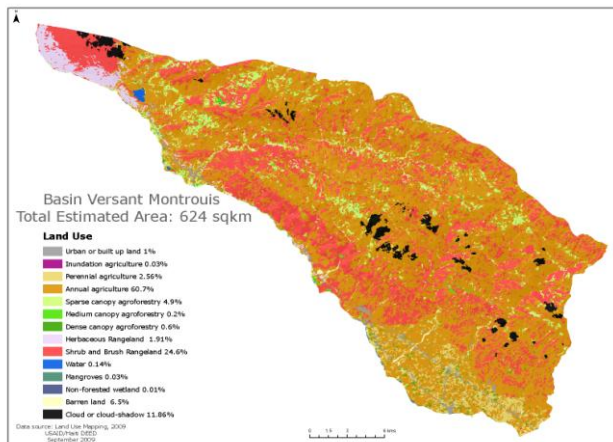 N
Basin Versant Montrouis
Total Estimated Area: 624 sqkm
Land Use
Urban or built up land 1%
Inundation agriculture 0.03%
Perennial agriculture 2.56%
Annual agriculture 60.7%
Sparse canopy agroforestry 4.9%
Medium canopy agroforestry 0.2%
Dense canopy agroforestry 0.6%
Herbaceous Rangeland 1.91%
Shrub and Brush Rangeland 24.6%
Water 0.14%
Mangroves 0.03%
Non-forested wetland 0.01%
Barren land 6.5%
Cloud or cloud-shadow 11.86%
Data source: Land Use Mapping, 2009
USAID/Haiti DEED
September 2009